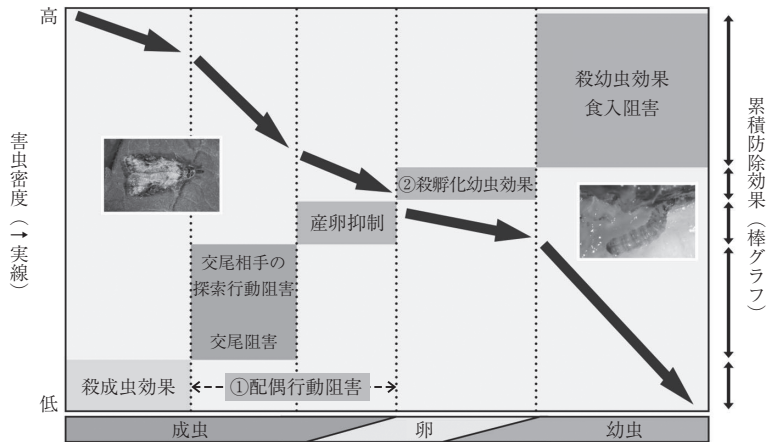 高
害虫密度（→実線）
低
殺成虫効果
交尾相手の
探索行動阻害
交尾阻害
①配偶行動阻害
産卵抑制
②殺孵化幼虫効果
殺幼虫効果
食入阻害
累積防除効果（棒グラフ）
成虫
卵
幼虫